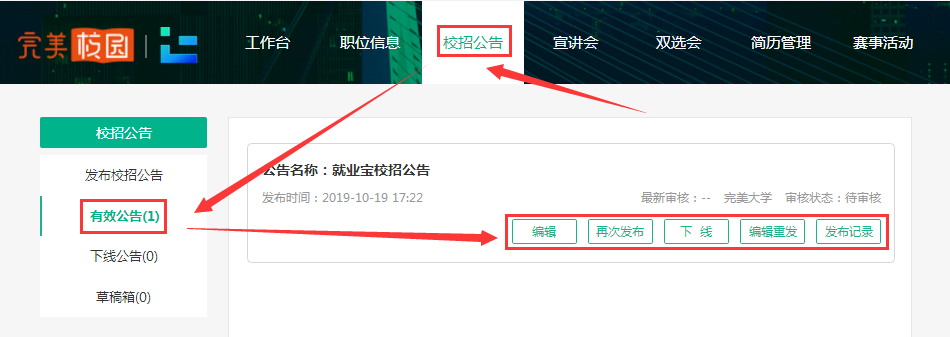 完美校园
工作台 职位信息 校招公告 宣讲会 双选会 简历管理 赛事活动
校招公告
发布校招公告
有效公告(1)
下线公告(0)
草稿箱(0)
公告名称：就业宝校招公告
发布时间：2019-10-19 17:22 最新审核：-- 完美大学 审核状态：待审核
编辑 再次发布 下 线 编辑重发 发布记录